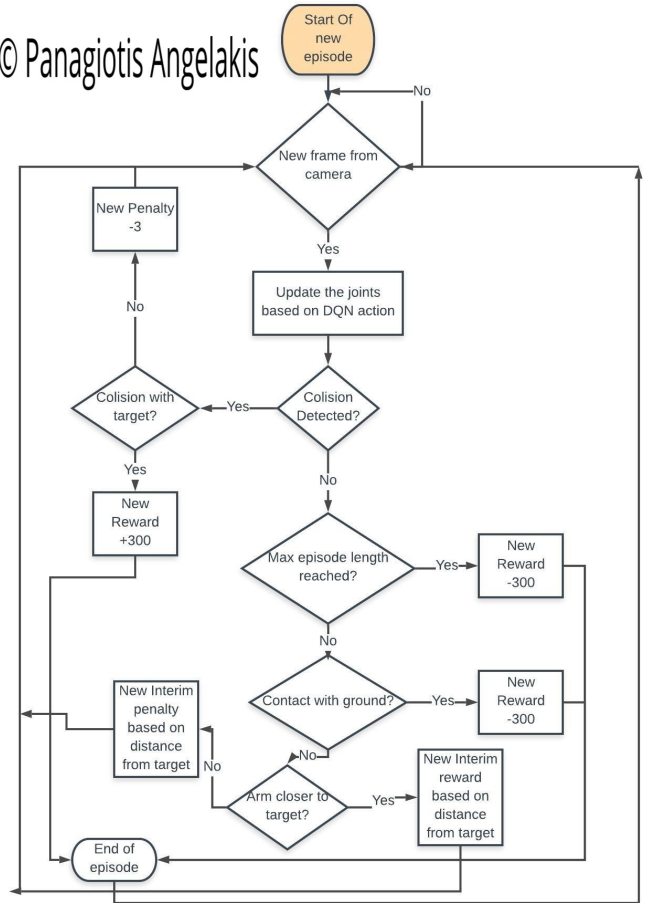 Start Of
new
episode
© Panagiotis Angelakis
No
New frame from
camera
New Penalty
-3
Yes
Update the joints
based on DQN action
No
Colision with
target?
Yes
Colision
Detected?
Yes
No
New
Reward
+300
Max episode length
reached?
Yes
New
Reward
-300
No
Contact with ground?
Yes
New
Reward
-300
New Interim
penalty
based on
distance
from target
No
No
Arm closer to
target?
Yes
New Interim
reward
based on
distance
from target
End of
episode